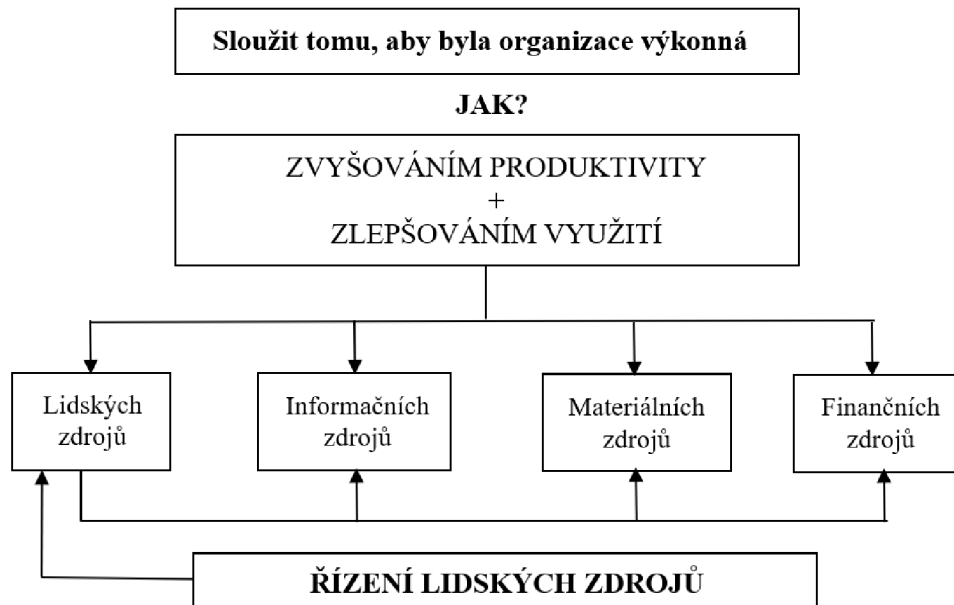 Sloužit tomu, aby byla organizace výkonná
JAK?
ZVYŠOVÁNÍM PRODUKTIVITY
+
ZLEPŠOVÁNÍM VYUŽITÍ
Lidských
zdrojů
Informačních
zdrojů
Materiálních
zdrojů
Finančních
zdrojů
ŘÍZENÍ LIDSKÝCH ZDROJŮ